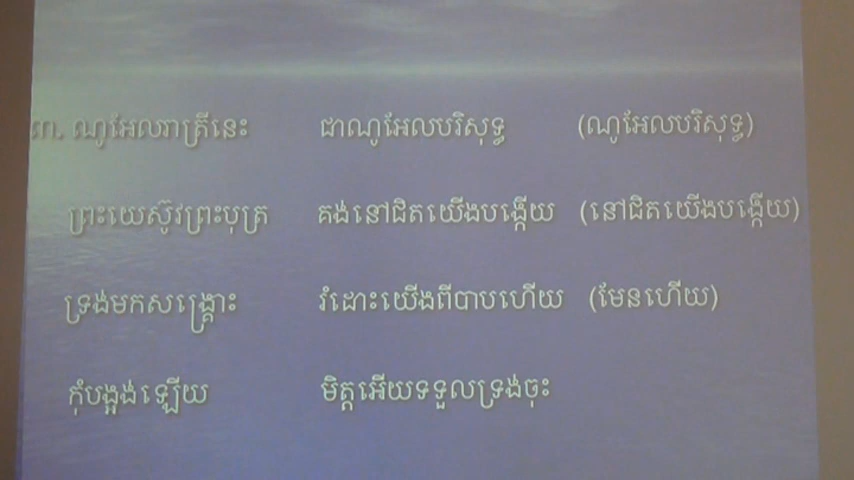 ៣. ណូអែលរាត្រីនេះ ជាណូអែលបរិសុទ្ធ (ណូអែលបរិសុទ្ធ)
ព្រះយេស៊ូវព្រះបុត្រ គង់នៅជិតយើងបង្កើយ (នៅជិតយើងបង្កើយ)
ទ្រង់មកសង្គ្រោះ រំដោះយើងពីបាបហើយ (មែនហើយ)
កុំបង្អង់ឡើយ មិត្តអើយទទួលទ្រង់ចុះ